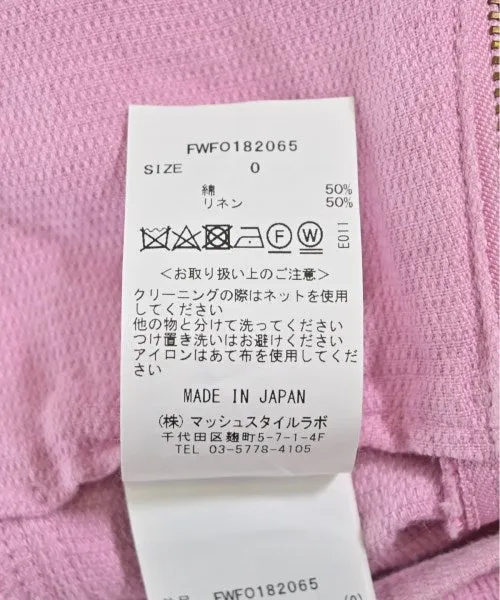 FWFO182065
SIZE 0
綿 50%
リネン 50%
F W E011
<お取り扱い上のご注意>
クリーニングの際はネットを使用
してください
他の物と分けて洗ってください
つけ置き洗いはお避けください
アイロンはあて布を使用してくだ
さい
MADE IN JAPAN
(株)マッシュスタイルラボ
千代田区麹町5-7-1-4F
TEL 03-5778-4105
FWFO182065
(0)